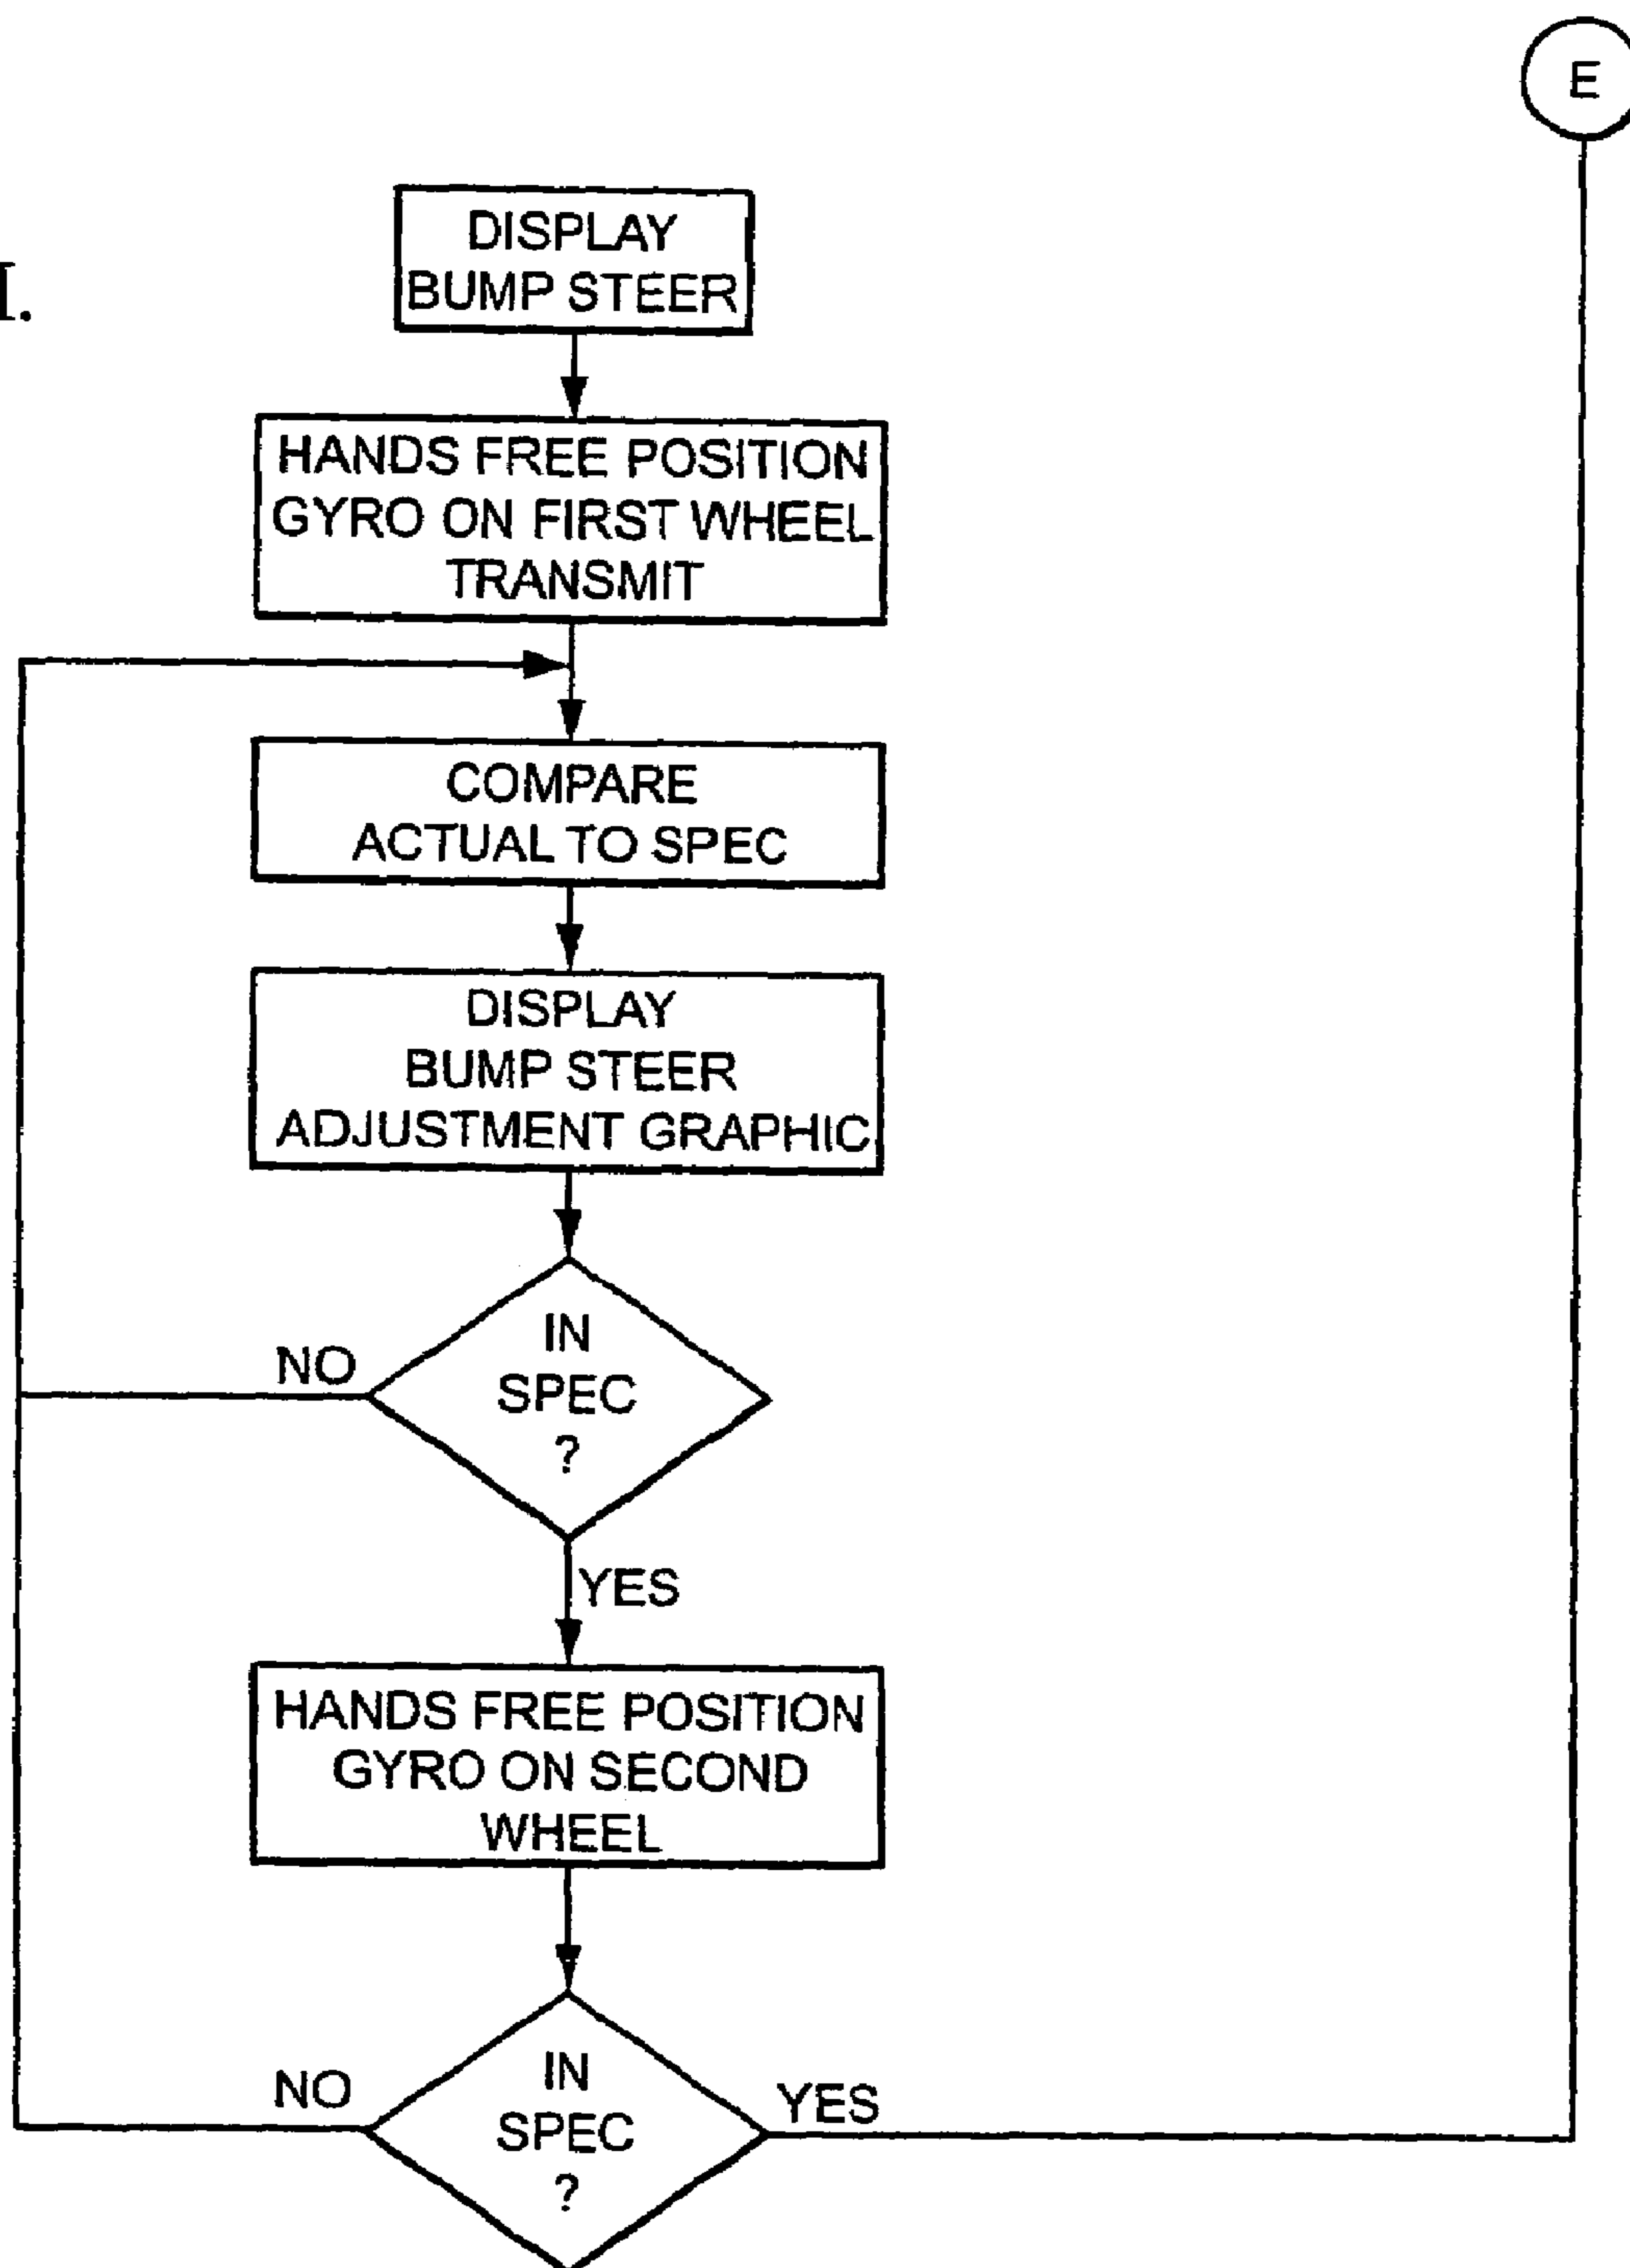 E
I.
DISPLAY
BUMP STEER
HANDS FREE POSITION
GYRO ON FIRST WHEEL
TRANSMIT
COMPARE
ACTUAL TO SPEC
DISPLAY
BUMP STEER
ADJUSTMENT GRAPHIC
IN
SPEC
?
NO
YES
HANDS FREE POSITION
GYRO ON SECOND
WHEEL
IN
SPEC
?
NO
YES